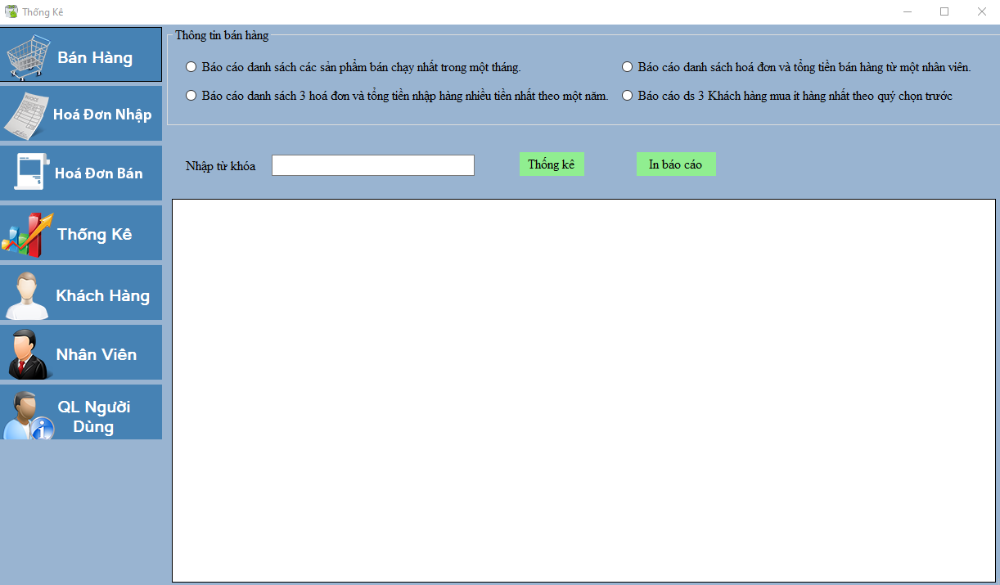 Thống Kê
Bán Hàng
Hoá Đơn Nhập
Hoá Đơn Bán
Thống Kê
Khách Hàng
Nhân Viên
QL Người
Dùng
Thông tin bán hàng
Báo cáo danh sách các sản phẩm bán chạy nhất trong một tháng.
Báo cáo danh sách hoá đơn và tổng tiền bán hàng từ một nhân viên.
Báo cáo danh sách 3 hoá đơn và tổng tiền nhập hàng nhiều tiền nhất theo một năm.
Báo cáo ds 3 Khách hàng mua ít hàng nhất theo quý chọn trước
Nhập từ khóa
Thống kê
In báo cáo
INVOICE